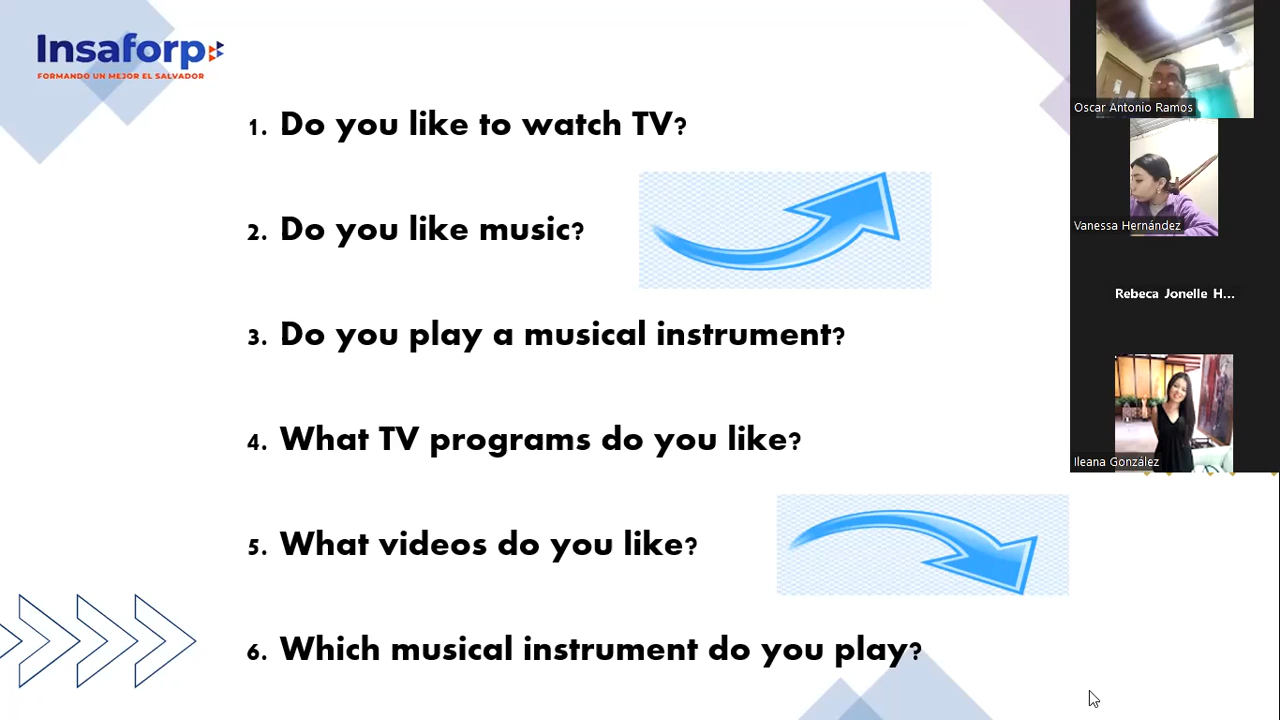 Insaforp
FORMANDO UN MEJOR EL SALVADOR
1. Do you like to watch TV?
2. Do you like music?
3. Do you play a musical instrument?
4. What TV programs do you like?
5. What videos do you like?
6. Which musical instrument do you play?
Oscar Antonio Ramos
Vanessa Hernández
Rebeca Jonelle H...
Ileana González